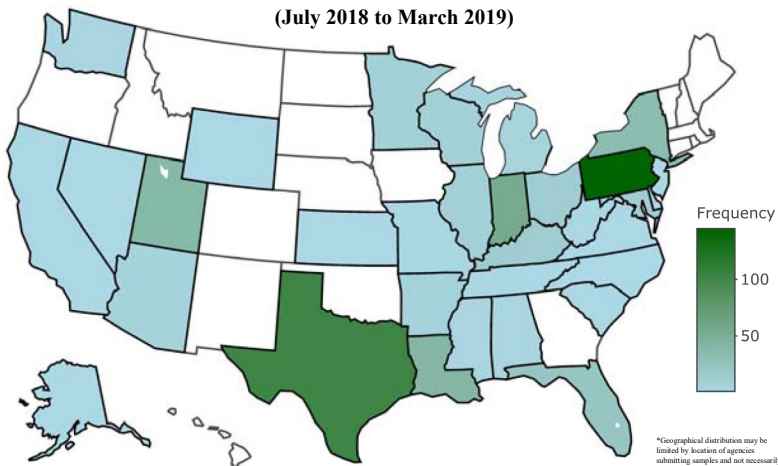 (July 2018 to March 2019)
Frequency
100
50
*Geographical distribution may be
limited by location of agencies
submitting samples and not necessarily